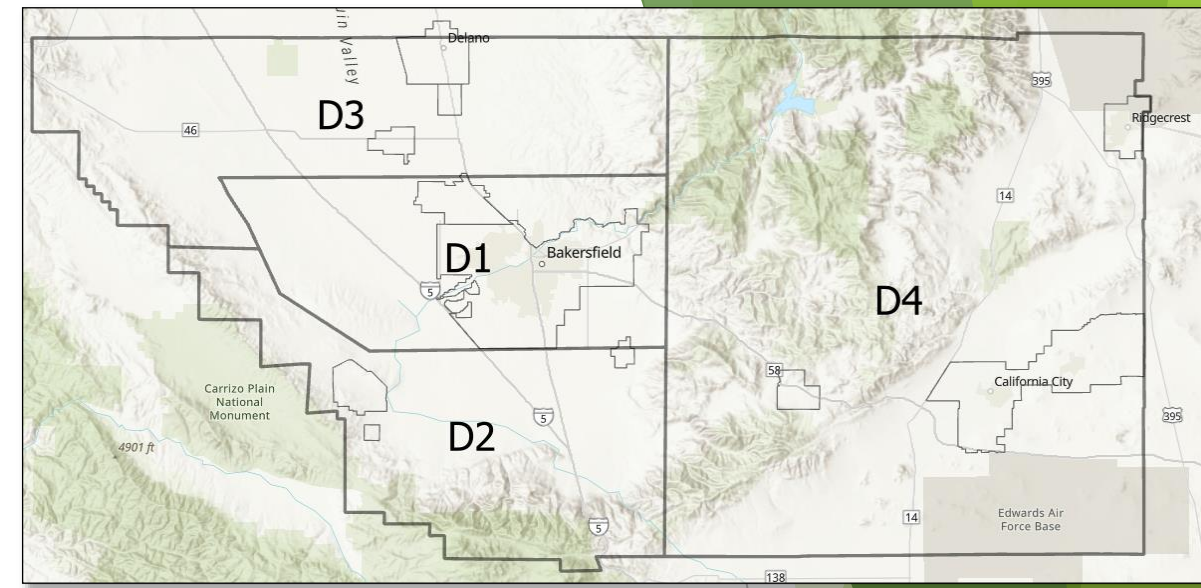 uin Valley
Delano
D3
46
395
Ridgecrest
14
D1
Bakersfield
5
D4
Carrizo Plain
National
Monument
58
California City
395
4901 ft
5
D2
14
Edwards Air
Force Base
5
138